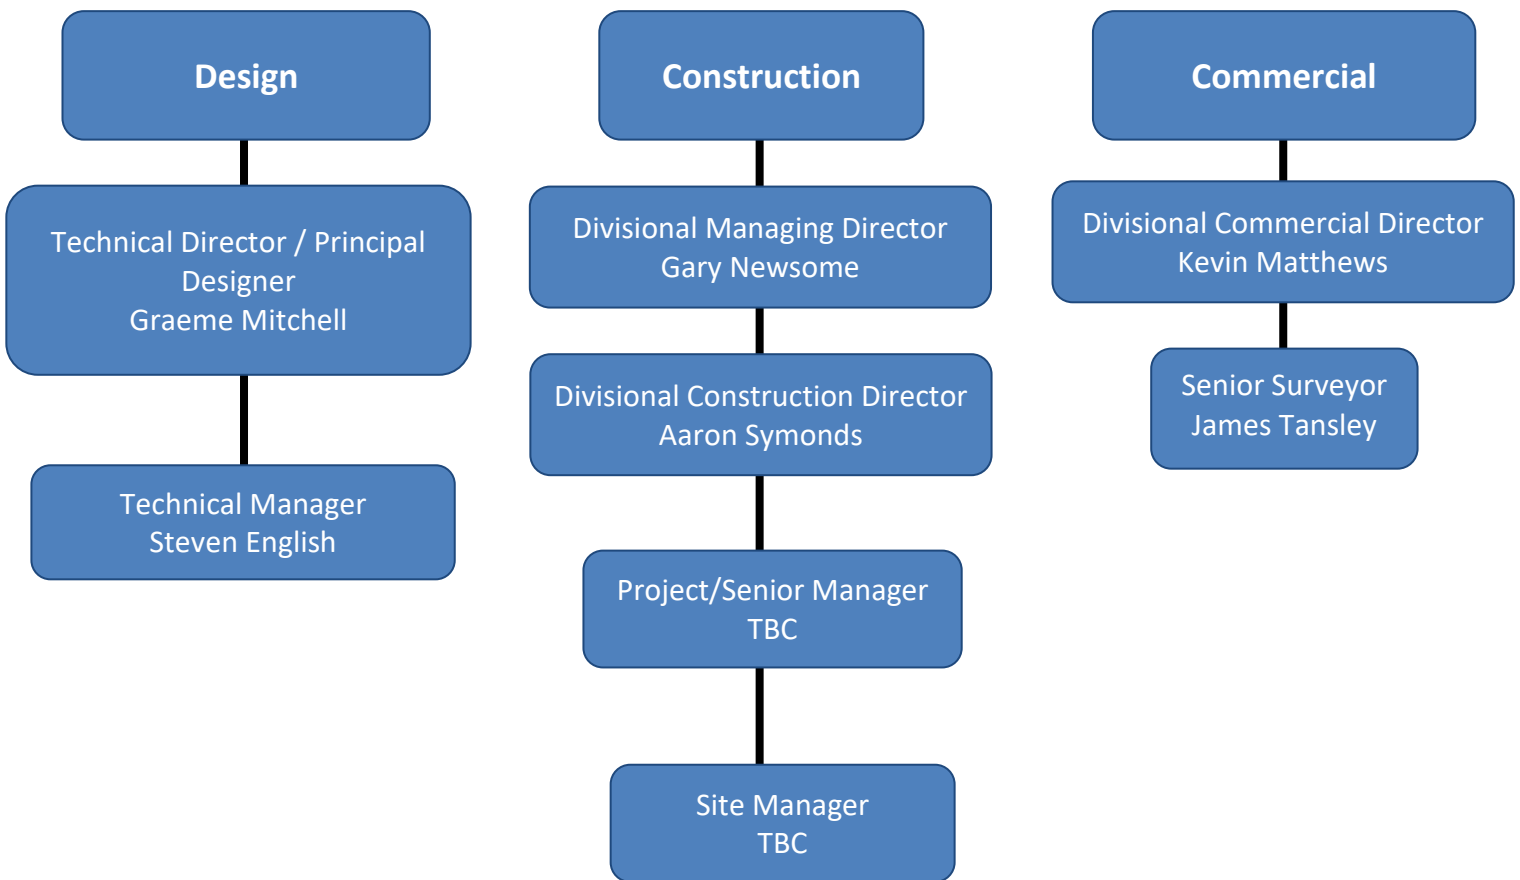 Design
Technical Director / Principal
Designer
Graeme Mitchell
Technical Manager
Steven English
Construction
Divisional Managing Director
Gary Newsome
Divisional Construction Director
Aaron Symonds
Project/Senior Manager
TBC
Site Manager
TBC
Commercial
Divisional Commercial Director
Kevin Matthews
Senior Surveyor
James Tansley